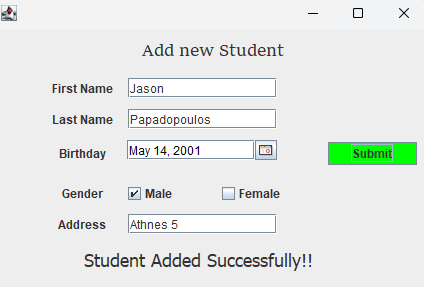 Add new Student
First Name Jason
Last Name Papadopoulos
Birthday May 14, 2001
Submit
Gender Male Female
Address Athnes 5
Student Added Successfully!!